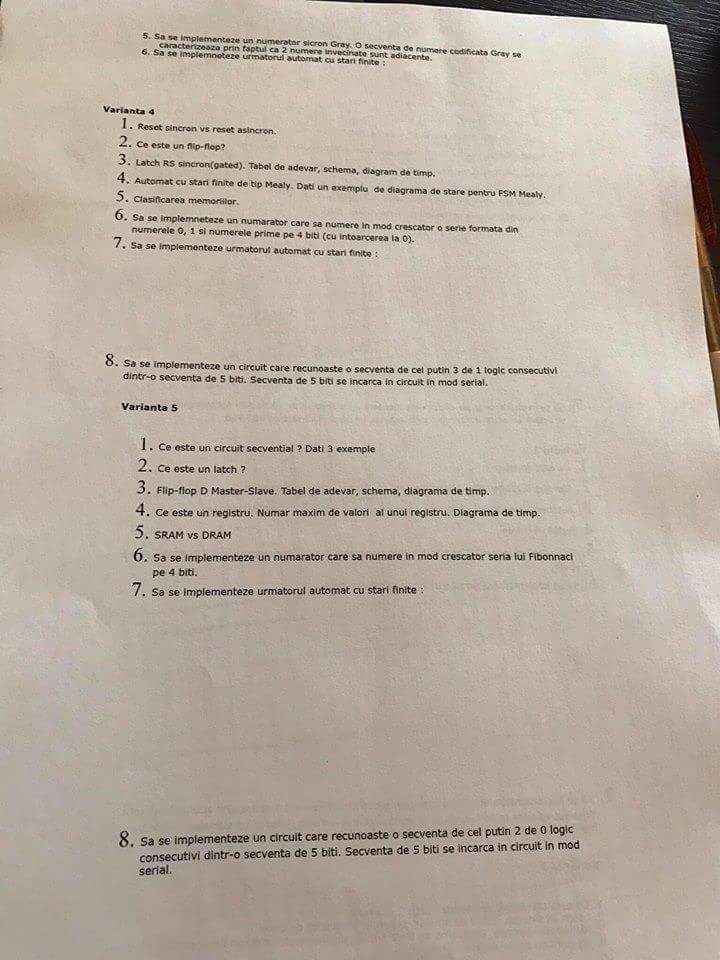 5. Sa se implementeze un numerator sicron Gray. O secventa de numere codificata Gray se
caracterizeaza prin faptul ca 2 numere invecinate sunt adiacente.
6. Sa se implemneteze urmatorul automat cu stari finite :
Varianta 4
1. Reset sincron vs reset asincron.
2. Ce este un flip-flop?
3. Latch RS sincron(gated). Tabel de adevar, schema, diagram de timp.
4. Automat cu stari finite de tip Mealy. Dati un exemplu de diagrama de stare pentru FSM Mealy.
5. Clasificarea memoriilor.
6. Sa se implemneteze un numarator care sa numere in mod crescator o serie formata din
numerele 0, 1 si numerele prime pe 4 biti (cu intoarcerea la 0).
7. Sa se implementeze urmatorul automat cu stari finite :
8. Sa se implementeze un circuit care recunoaste o secventa de cel putin 3 de 1 logic consecutivi
dintr-o secventa de 5 biti. Secventa de 5 biti se incarca in circuit in mod serial.
Varianta 5
1. Ce este un circuit secvential ? Dati 3 exemple
2. Ce este un latch ?
3. Flip-flop D Master-Slave. Tabel de adevar, schema, diagrama de timp.
4. Ce este un registru. Numar maxim de valori al unui registru. Diagrama de timp.
5. SRAM vs DRAM
6. Sa se implementeze un numarator care sa numere in mod crescator seria lui Fibonnaci
pe 4 biti.
7. Sa se implementeze urmatorul automat cu stari finite :
8. Sa se implementeze un circuit care recunoaste o secventa de cel putin 2 de 0 logic
consecutivi dintr-o secventa de 5 biti. Secventa de 5 biti se incarca in circuit in mod
serial.